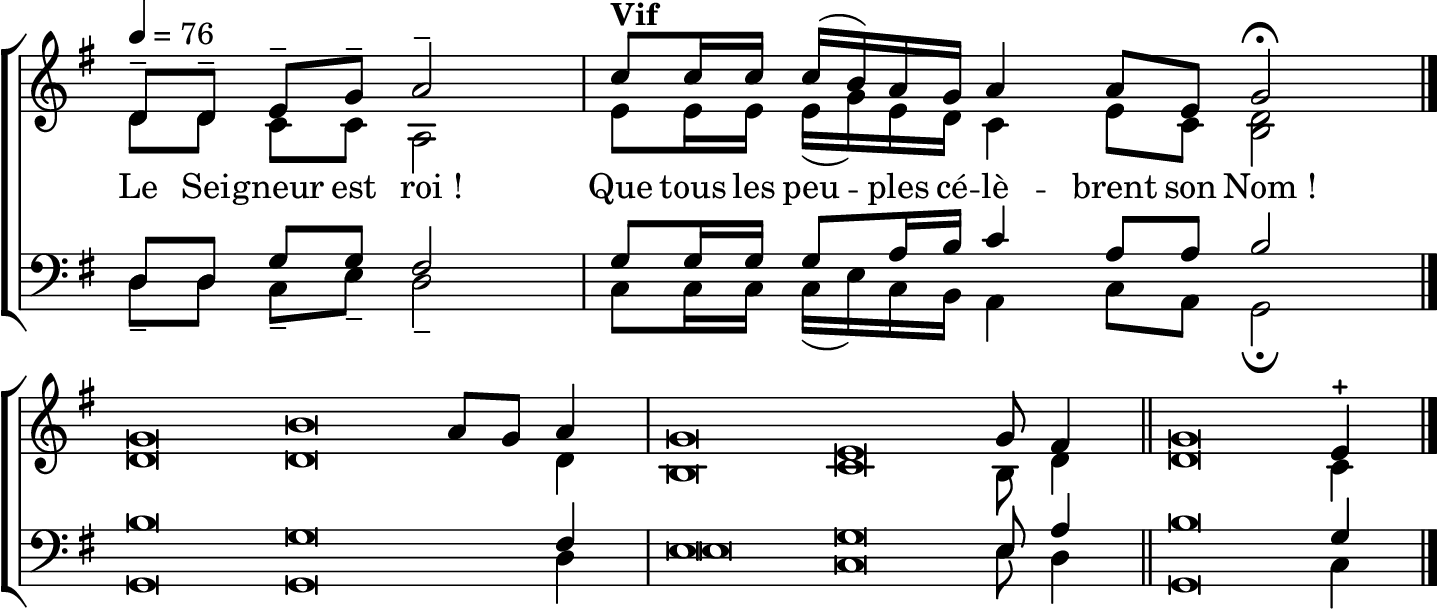 ♩ = 76
Vif
Le Seigneur est roi ! Que tous les peu - ples cé - lè - brent son Nom !